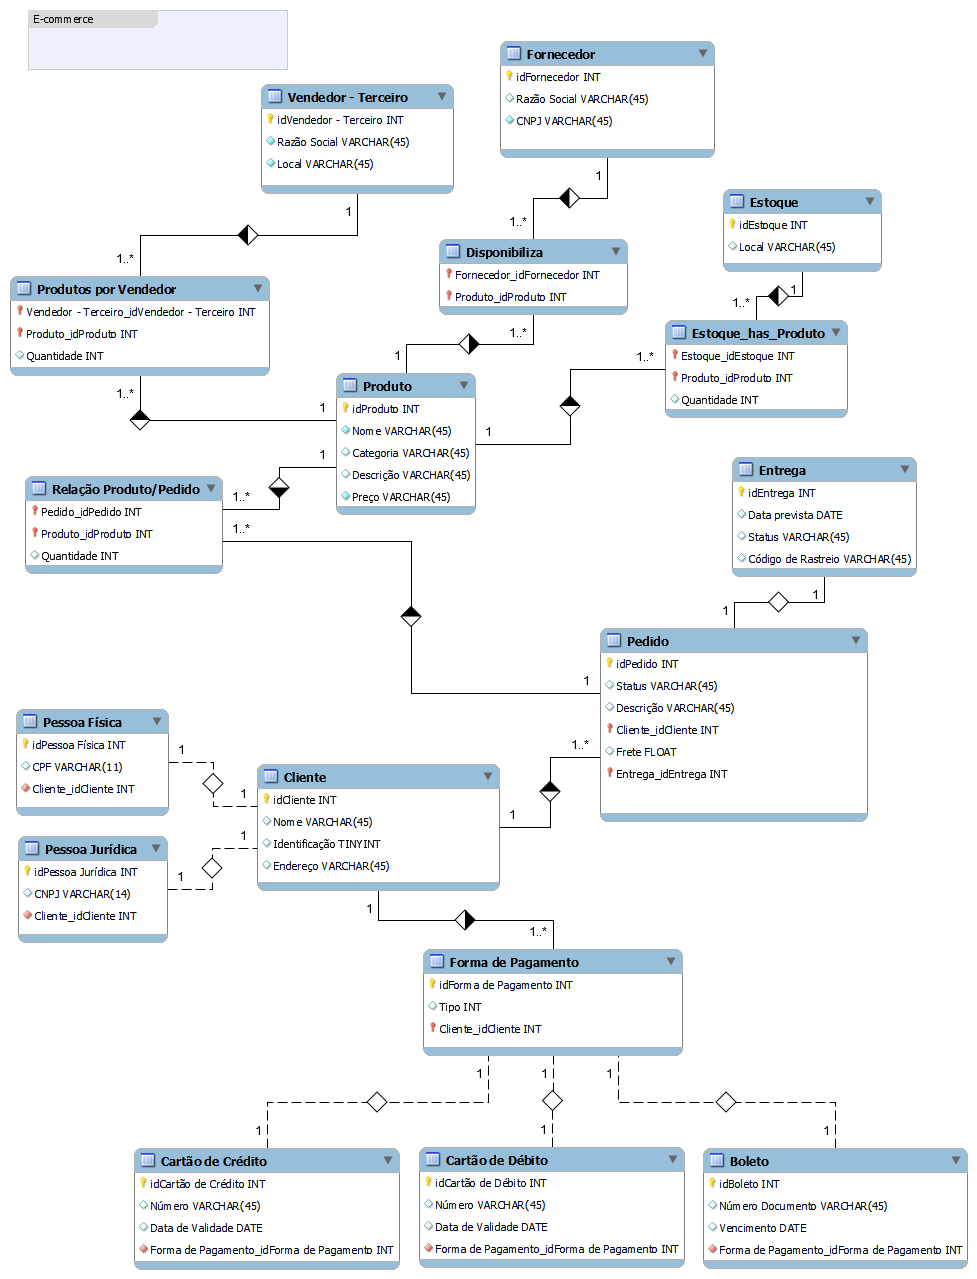 E-commerce
Fornecedor
idFornecedor INT
Razão Social VARCHAR(45)
CNPJ VARCHAR(45)
1
1..*
Vendedor - Terceiro
idVendedor - Terceiro INT
Razão Social VARCHAR(45)
Local VARCHAR(45)
1
1..*
Estoque
idEstoque INT
Local VARCHAR(45)
1
1..*
Disponibiliza
Fornecedor_idFornecedor INT
Produto_idProduto INT
1..*
1
Produtos por Vendedor
Vendedor - Terceiro_idVendedor - Terceiro INT
Produto_idProduto INT
Quantidade INT
1..*
1
Estoque_has_Produto
Estoque_idEstoque INT
Produto_idProduto INT
Quantidade INT
1..*
1
Produto
idProduto INT
Nome VARCHAR(45)
Categoria VARCHAR(45)
Descrição VARCHAR(45)
Preço VARCHAR(45)
1
1..*
Relação Produto/Pedido
Pedido_idPedido INT
Produto_idProduto INT
Quantidade INT
1..*
1
Entrega
idEntrega INT
Data prevista DATE
Status VARCHAR(45)
Código de Rastreio VARCHAR(45)
1
1
Pedido
idPedido INT
Status VARCHAR(45)
Descrição VARCHAR(45)
Cliente_idCliente INT
Frete FLOAT
Entrega_idEntrega INT
1..*
1
Pessoa Física
idPessoa Física INT
CPF VARCHAR(11)
Cliente_idCliente INT
1
1
Cliente
idCliente INT
Nome VARCHAR(45)
Identificação TINYINT
Endereço VARCHAR(45)
1
1
Pessoa Jurídica
idPessoa Jurídica INT
CNPJ VARCHAR(14)
Cliente_idCliente INT
1
1..*
Forma de Pagamento
idForma de Pagamento INT
Tipo INT
Cliente_idCliente INT
1
1
1
1
1
1
Cartão de Crédito
idCartão de Crédito INT
Número VARCHAR(45)
Data de Validade DATE
Forma de Pagamento_idForma de Pagamento INT
Cartão de Débito
idCartão de Débito INT
Número VARCHAR(45)
Data de Validade DATE
Forma de Pagamento_idForma de Pagamento INT
Boleto
idBoleto INT
Número Documento VARCHAR(45)
Vencimento DATE
Forma de Pagamento_idForma de Pagamento INT